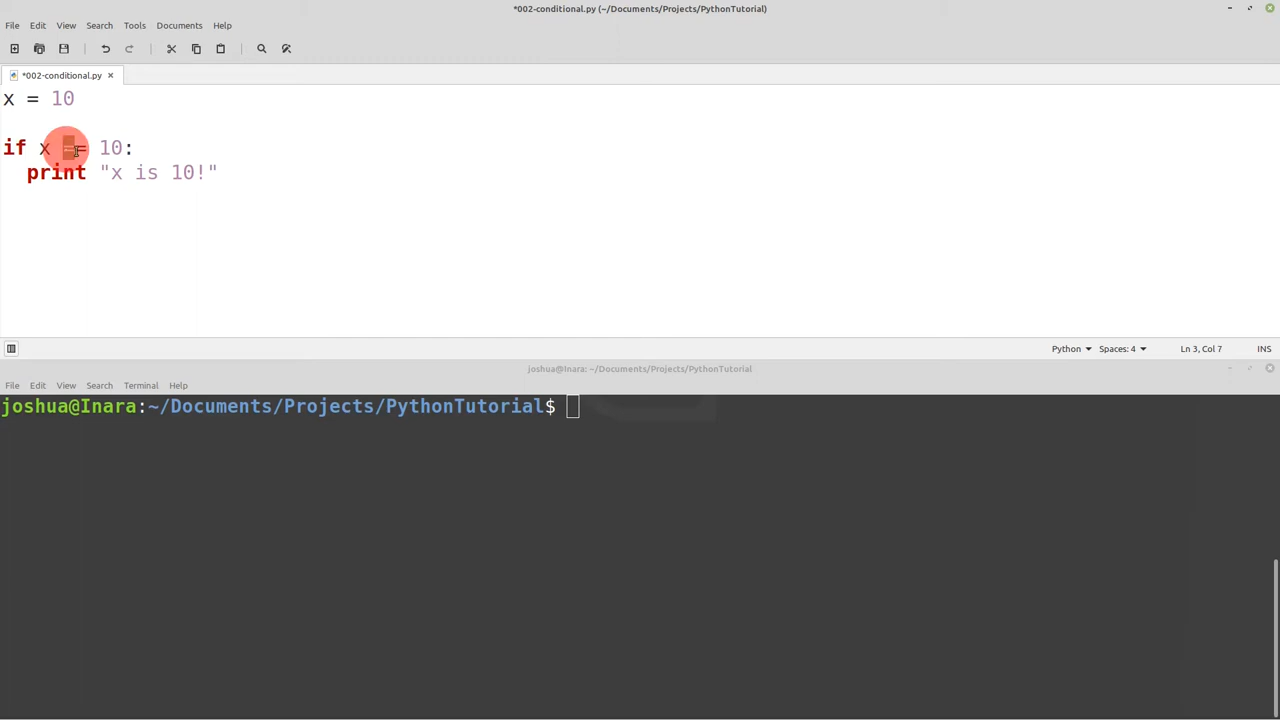 *002-conditional.py (~/Documents/Projects/PythonTutorial)
File Edit View Search Tools Documents Help
*002-conditional.py
x = 10
if x == 10:
print "x is 10!"
Python Spaces: 4 Ln 3, Col 7 INS
joshua@Inara: ~/Documents/Projects/PythonTutorial
File Edit View Search Terminal Help
joshua@Inara:~/Documents/Projects/PythonTutorial$